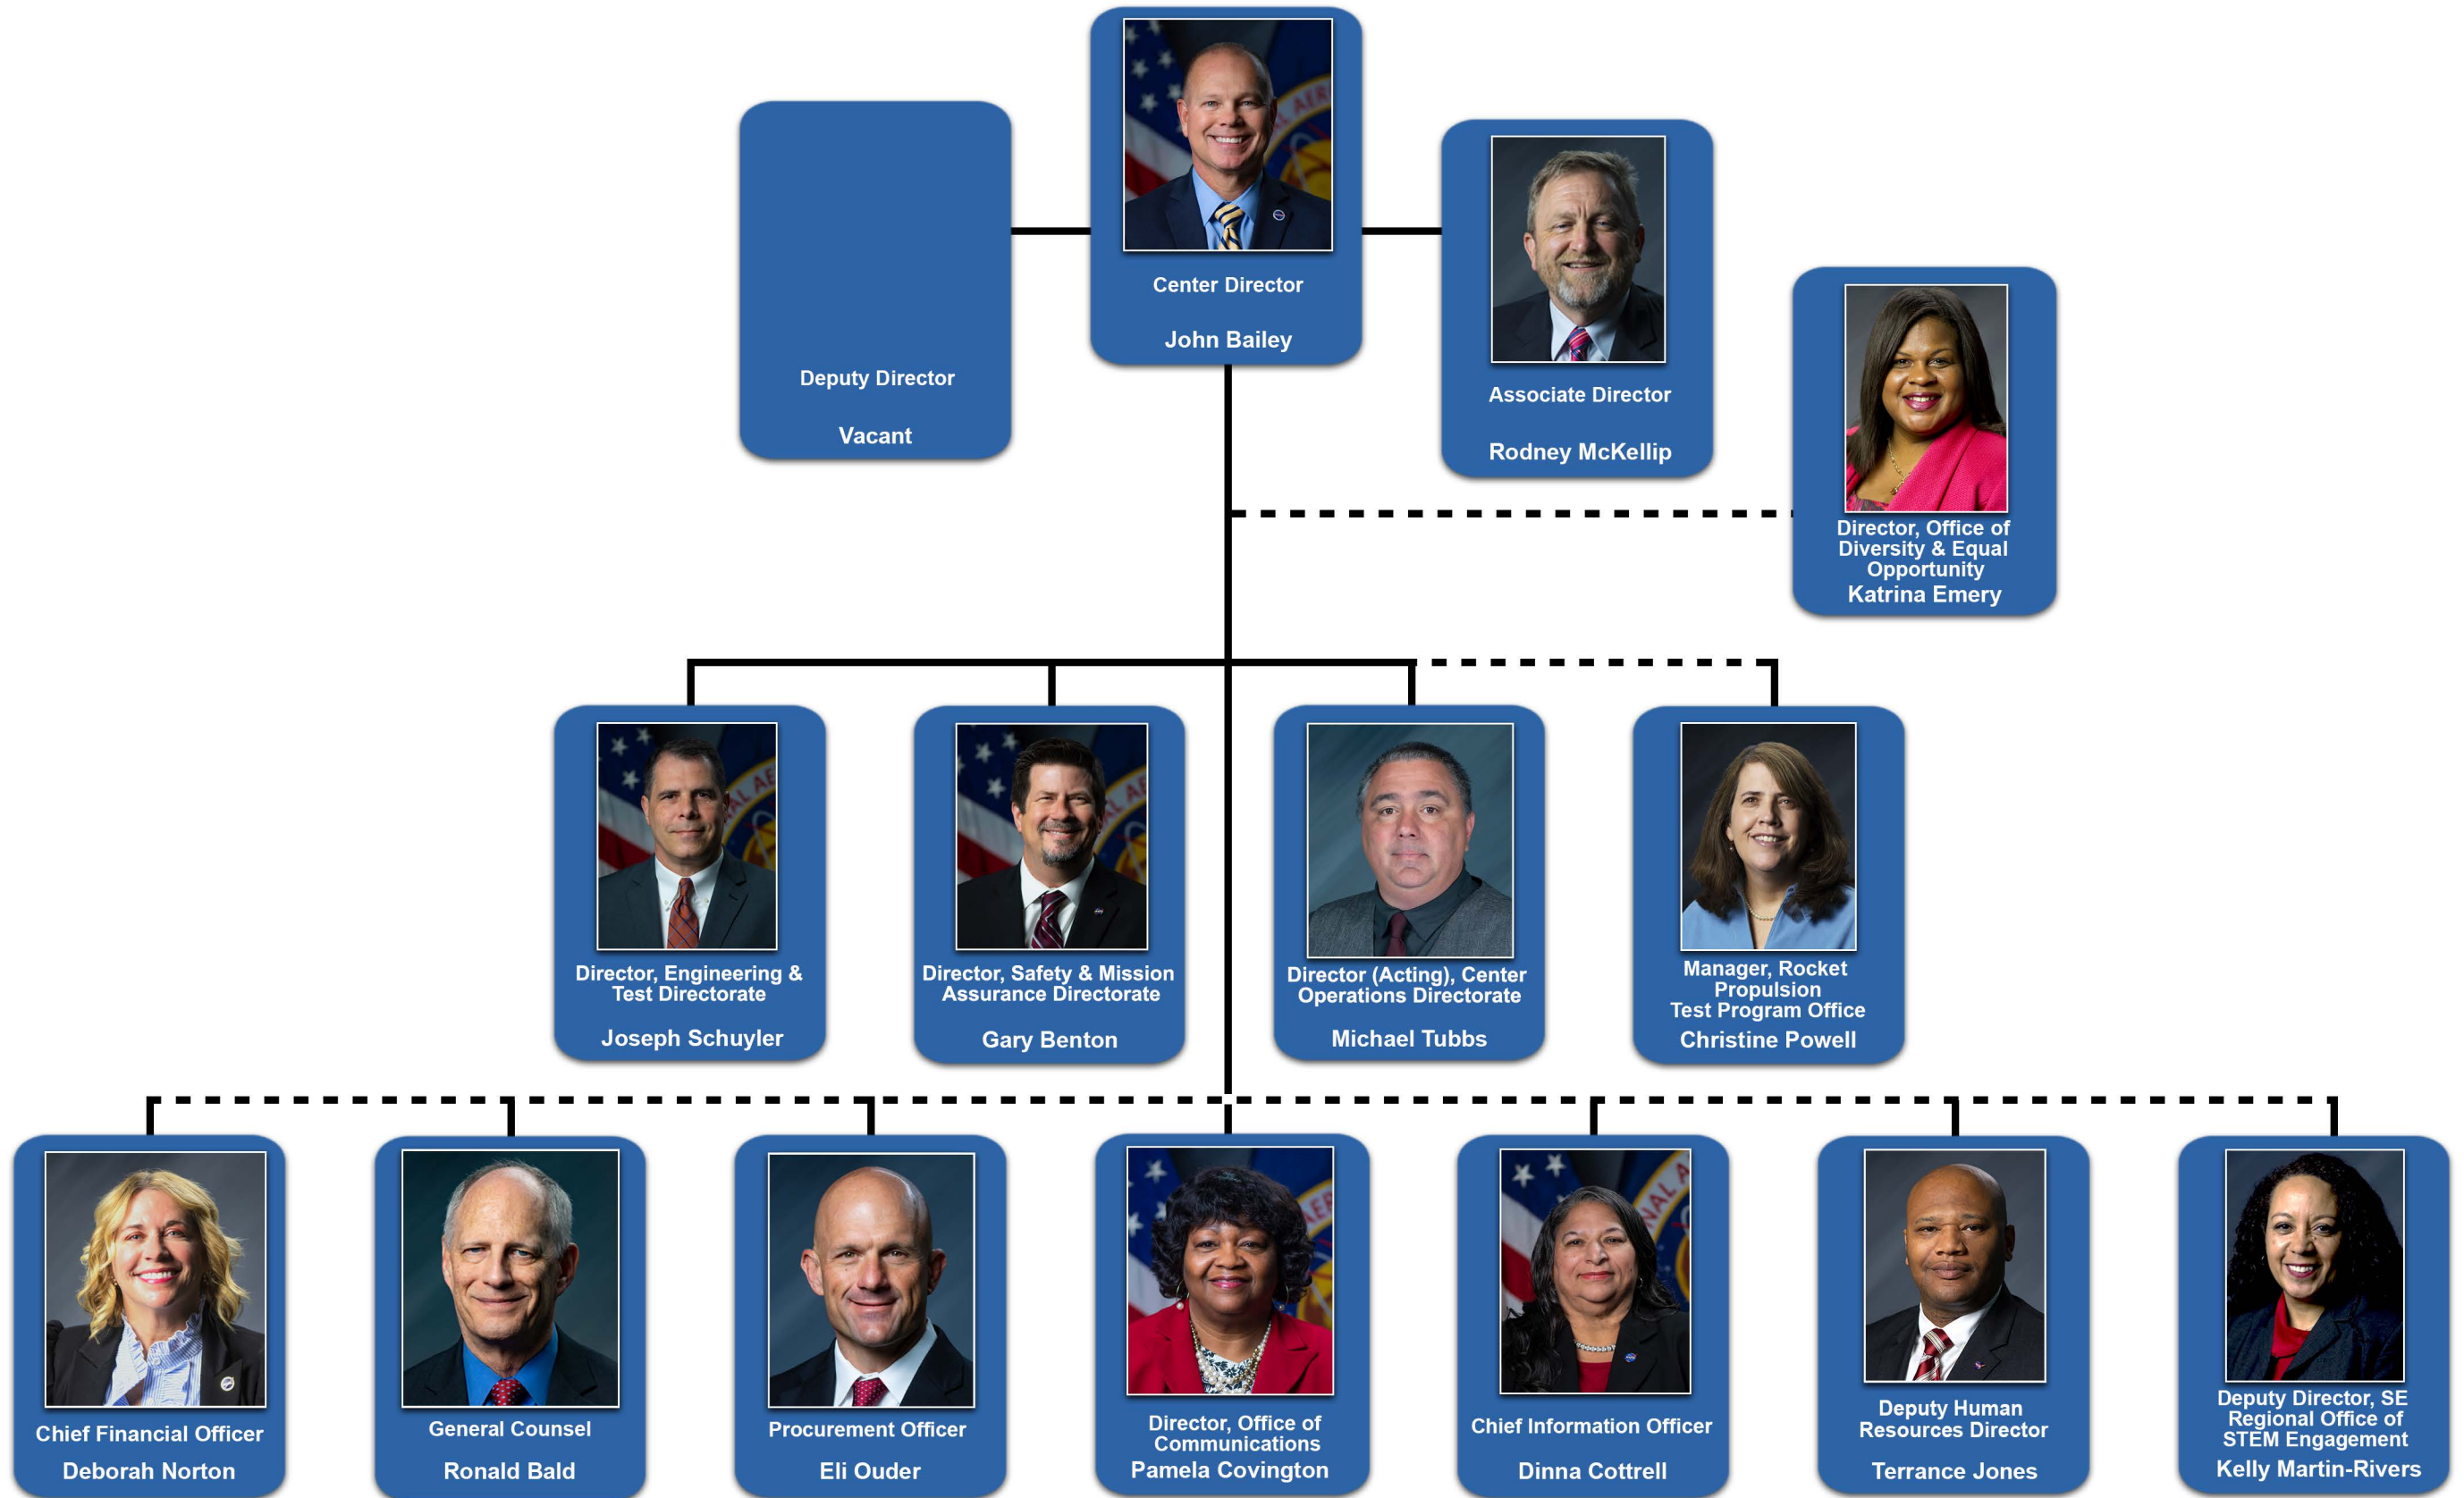 Center Director
John Bailey
Deputy Director
Vacant
Associate Director
Rodney McKellip
Director, Office of
Diversity & Equal
Opportunity
Katrina Emery
Director, Engineering &
Test Directorate
Joseph Schuyler
Director, Safety & Mission
Assurance Directorate
Gary Benton
Director (Acting), Center
Operations Directorate
Michael Tubbs
Manager, Rocket
Propulsion
Test Program Office
Christine Powell
Chief Financial Officer
Deborah Norton
General Counsel
Ronald Bald
Procurement Officer
Eli Ouder
Director, Office of
Communications
Pamela Covington
Chief Information Officer
Dinna Cottrell
Deputy Human
Resources Director
Terrance Jones
Deputy Director, SE
Regional Office of
STEM Engagement
Kelly Martin-Rivers